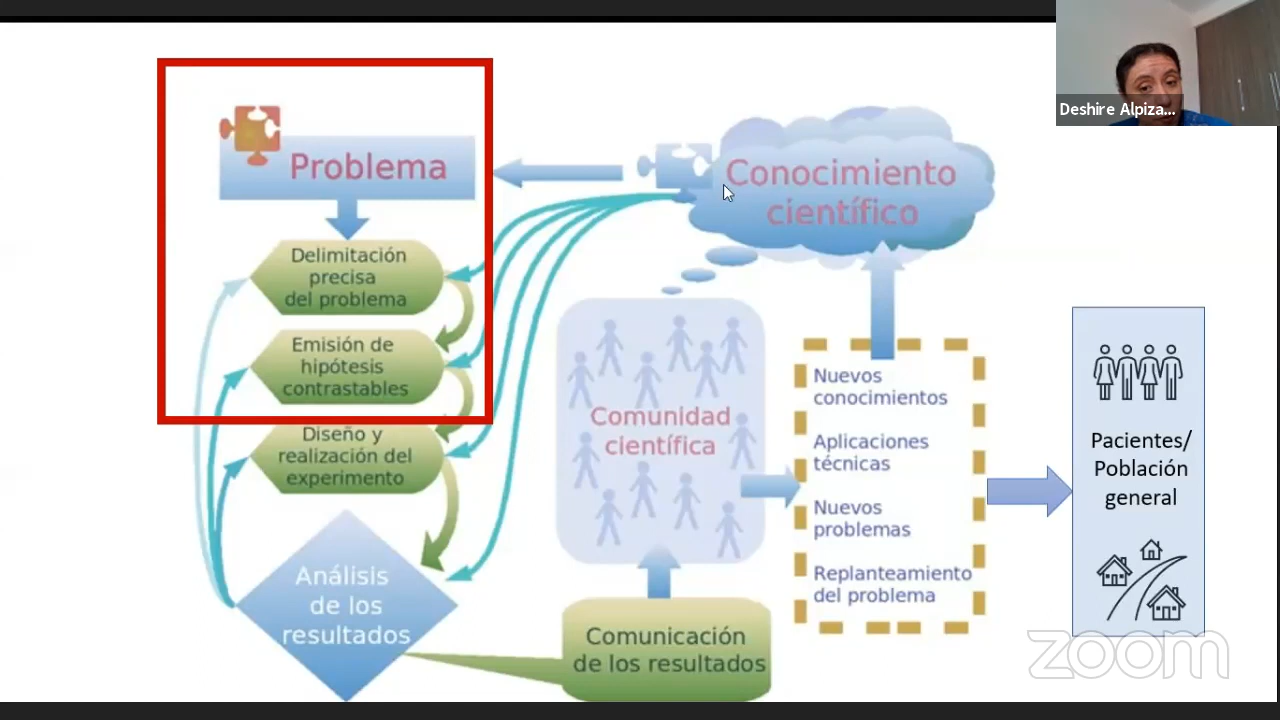 Deshire Alpiza...
Problema
Conocimiento
científico
Delimitación
precisa
del problema
Emisión de
hipótesis
contrastables
Diseño y
realización del
experimento
Análisis
de los
resultados
Comunidad
científica
Comunicación
de los resultados
Nuevos
conocimientos
Aplicaciones
técnicas
Nuevos
problemas
Replanteamiento
del problema
Pacientes/
Población
general
zoom